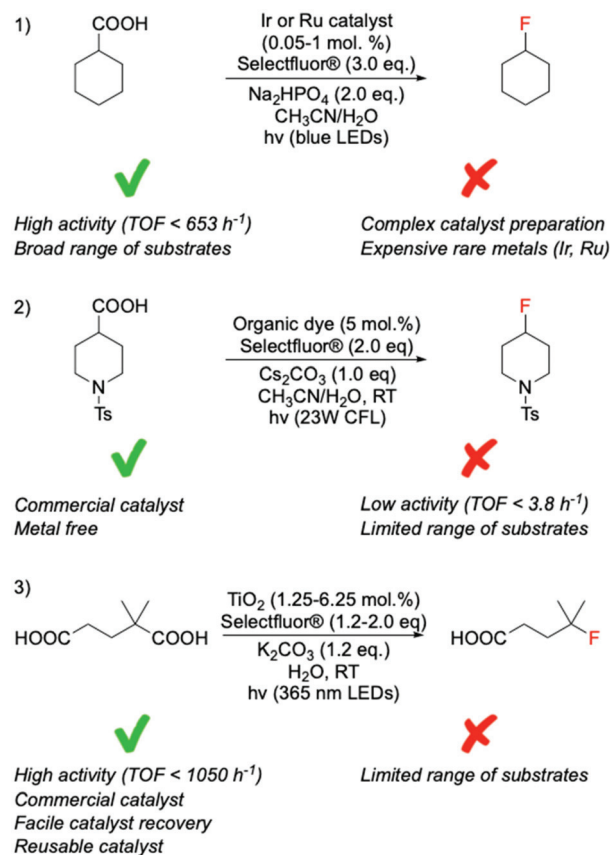 1)
COOH
Ir or Ru catalyst
(0.05-1 mol. %)
Selectfluor® (3.0 eq.)
Na₂HPO₄ (2.0 eq.)
CH₃CN/H₂O
hv (blue LEDs)
F
High activity (TOF < 653 h⁻¹)
Broad range of substrates
Complex catalyst preparation
Expensive rare metals (Ir, Ru)
2)
COOH
N
Ts
Organic dye (5 mol.%)
Selectfluor® (2.0 eq)
Cs₂CO₃ (1.0 eq)
CH₃CN/H₂O, RT
hv (23W CFL)
F
N
Ts
Commercial catalyst
Metal free
Low activity (TOF < 3.8 h⁻¹)
Limited range of substrates
3)
HOOC
COOH
TiO₂ (1.25-6.25 mol.%)
Selectfluor® (1.2-2.0 eq)
K₂CO₃ (1.2 eq.)
H₂O, RT
hv (365 nm LEDs)
HOOC
F
High activity (TOF < 1050 h⁻¹)
Commercial catalyst
Facile catalyst recovery
Reusable catalyst
Limited range of substrates